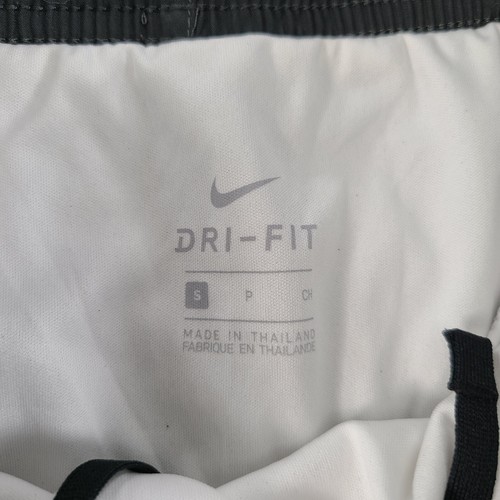 DRI-FIT
S P CH
MADE IN THAILAND
FABRIQUE EN THAILANDE